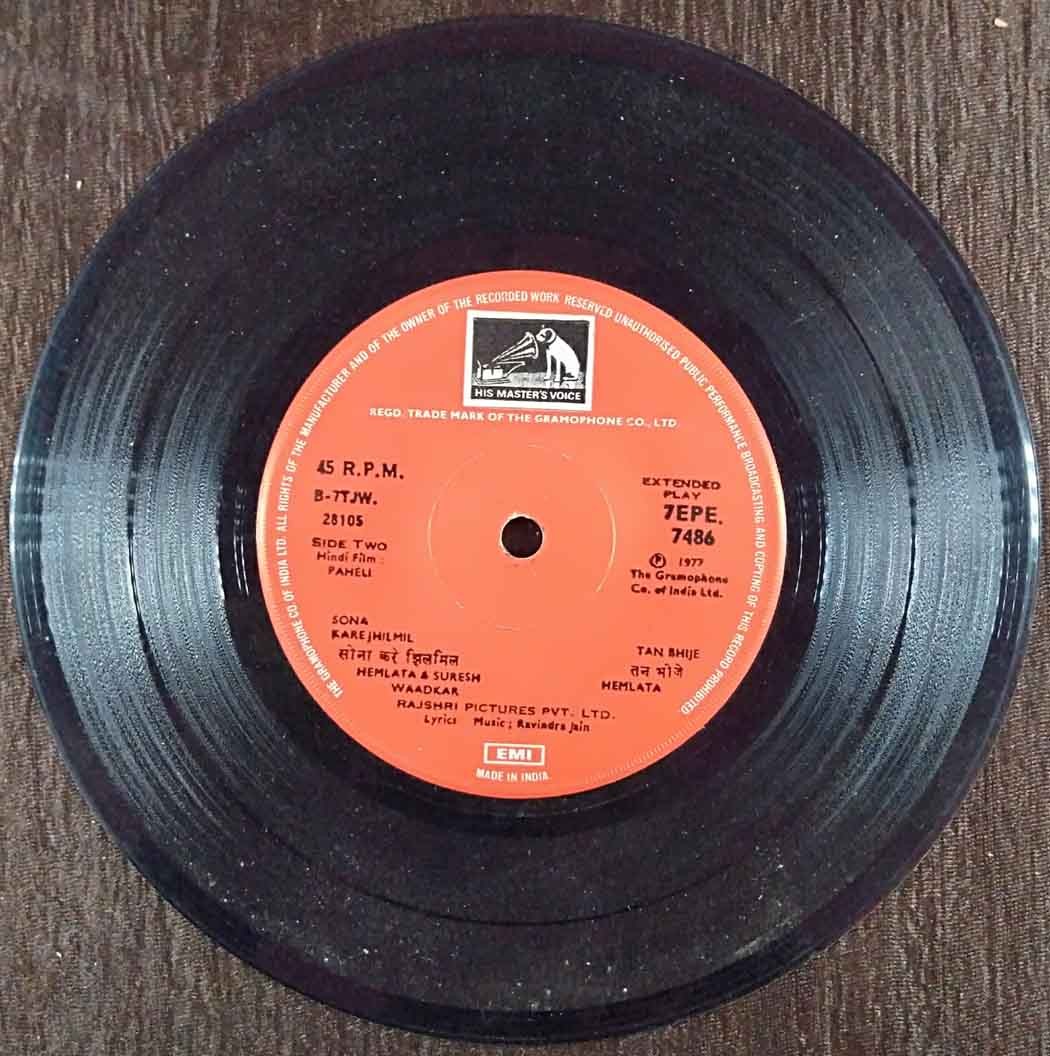 THE GRAMOPHONE CO. OF INDIA LTD. ALL RIGHTS OF THE MANUFACTURER AND OF THE OWNER OF THE RECORDED WORK RESERVED UNAUTHORISED PUBLIC PERFORMANCE BROADCASTING AND COPYING OF THIS RECORD PROHIBITED
HIS MASTER'S VOICE
REGD. TRADE MARK OF THE GRAMOPHONE CO., LTD.
45 R.P.M.
B-7TJW.
28105
SIDE TWO
Hindi Film :
PAHELI
EXTENDED
PLAY
7EPE.
7486
℗ 1977
The Gramophone
Co. of India Ltd.
SONA
KARE JHILMIL
सोना करे झिलमिल
HEMLATA & SURESH
WAADKAR
TAN BHIJE
तन भीजे
HEMLATA
RAJSHRI PICTURES PVT. LTD.
Lyrics Music ; Ravindra Jain
EMI
MADE IN INDIA